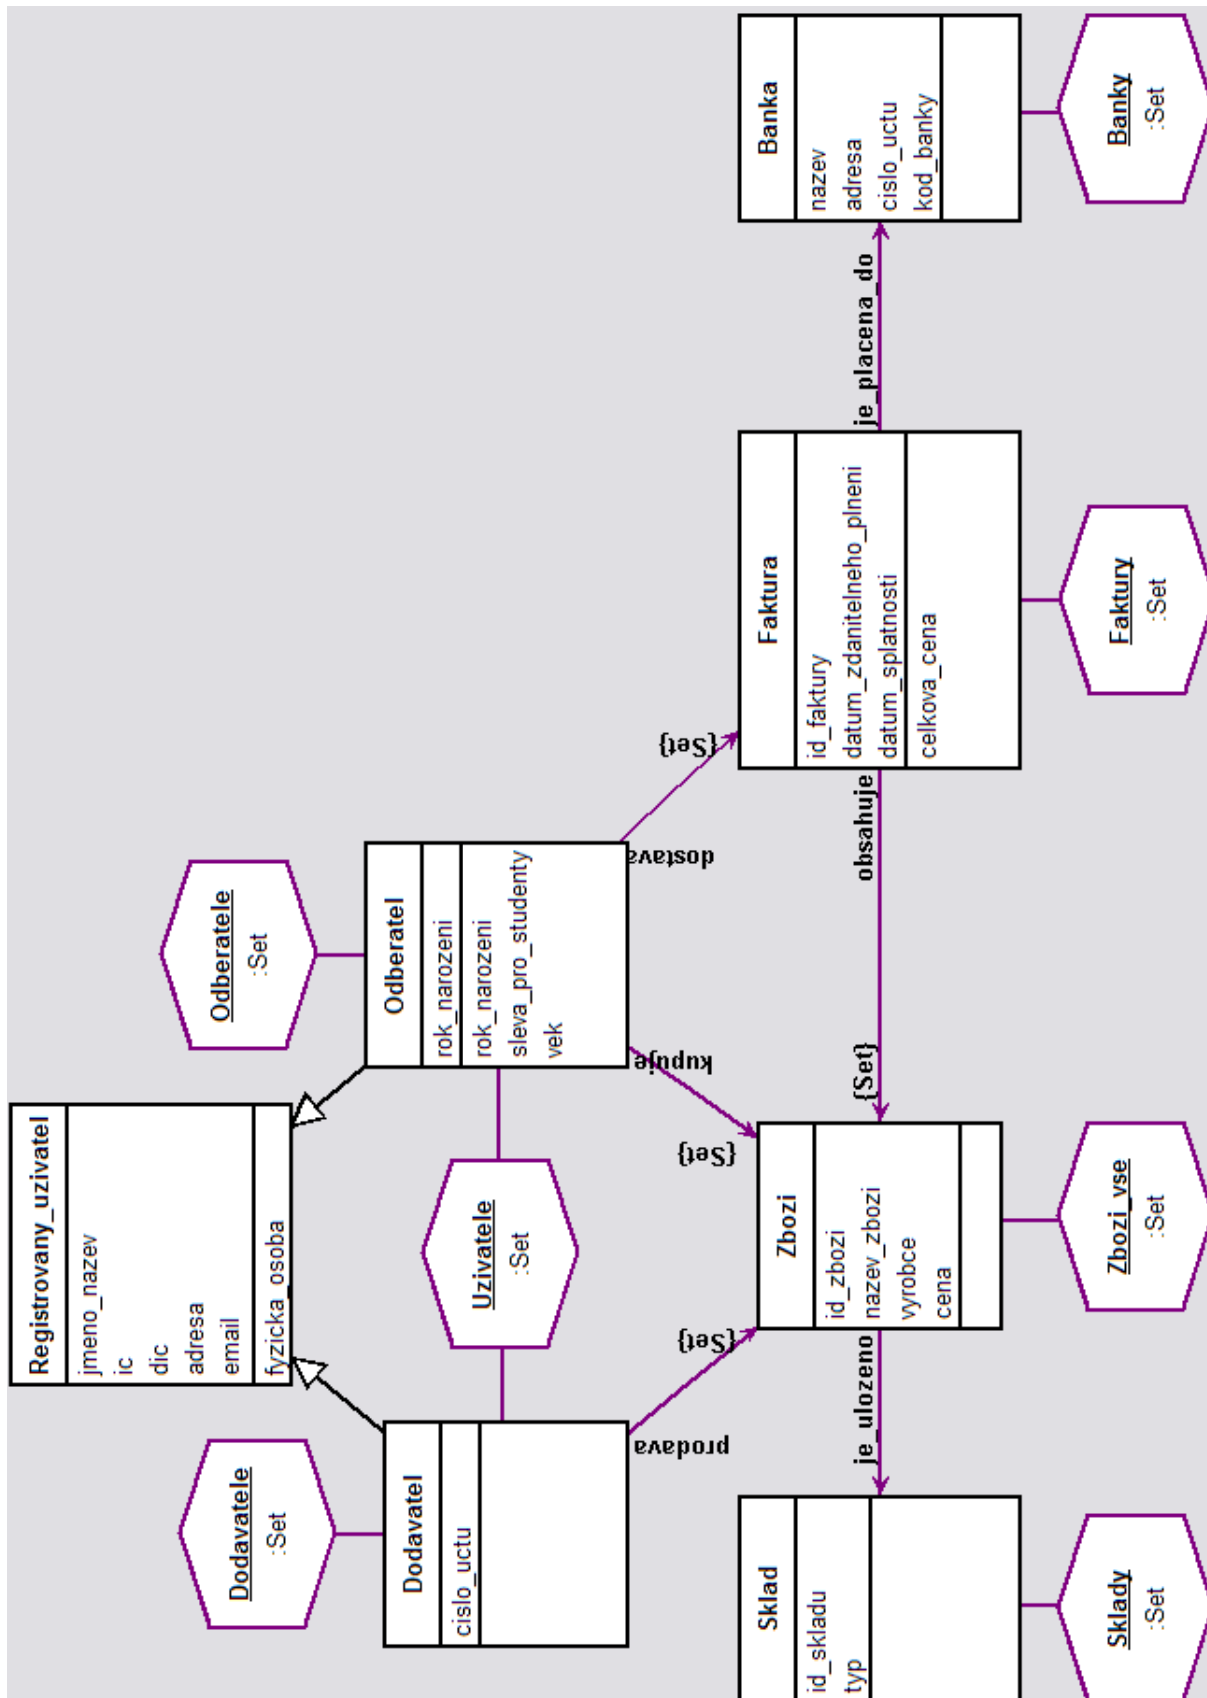 Registrovany_uzivatel
jmeno_nazev
ic
dic
adresa
email
fyzicka_osoba
Dodavatele
:Set
Odberatele
:Set
Dodavatel
cislo_uctu
Uzivatele
:Set
Odberatel
rok_narozeni
rok_narozeni
sleva_pro_studenty
vek
prodava
{Set}
kupuje
{Set}
dostava
{Set}
Sklad
id_skladu
typ
je_ulozeno
Zbozi
id_zbozi
nazev_zbozi
vyrobce
cena
{Set}
obsahuje
Faktura
id_faktury
datum_zdanitelneho_plneni
datum_splatnosti
celkova_cena
je_placena_do
Banka
nazev
adresa
cislo_uctu
kod_banky
Sklady
:Set
Zbozi_vse
:Set
Faktury
:Set
Banky
:Set